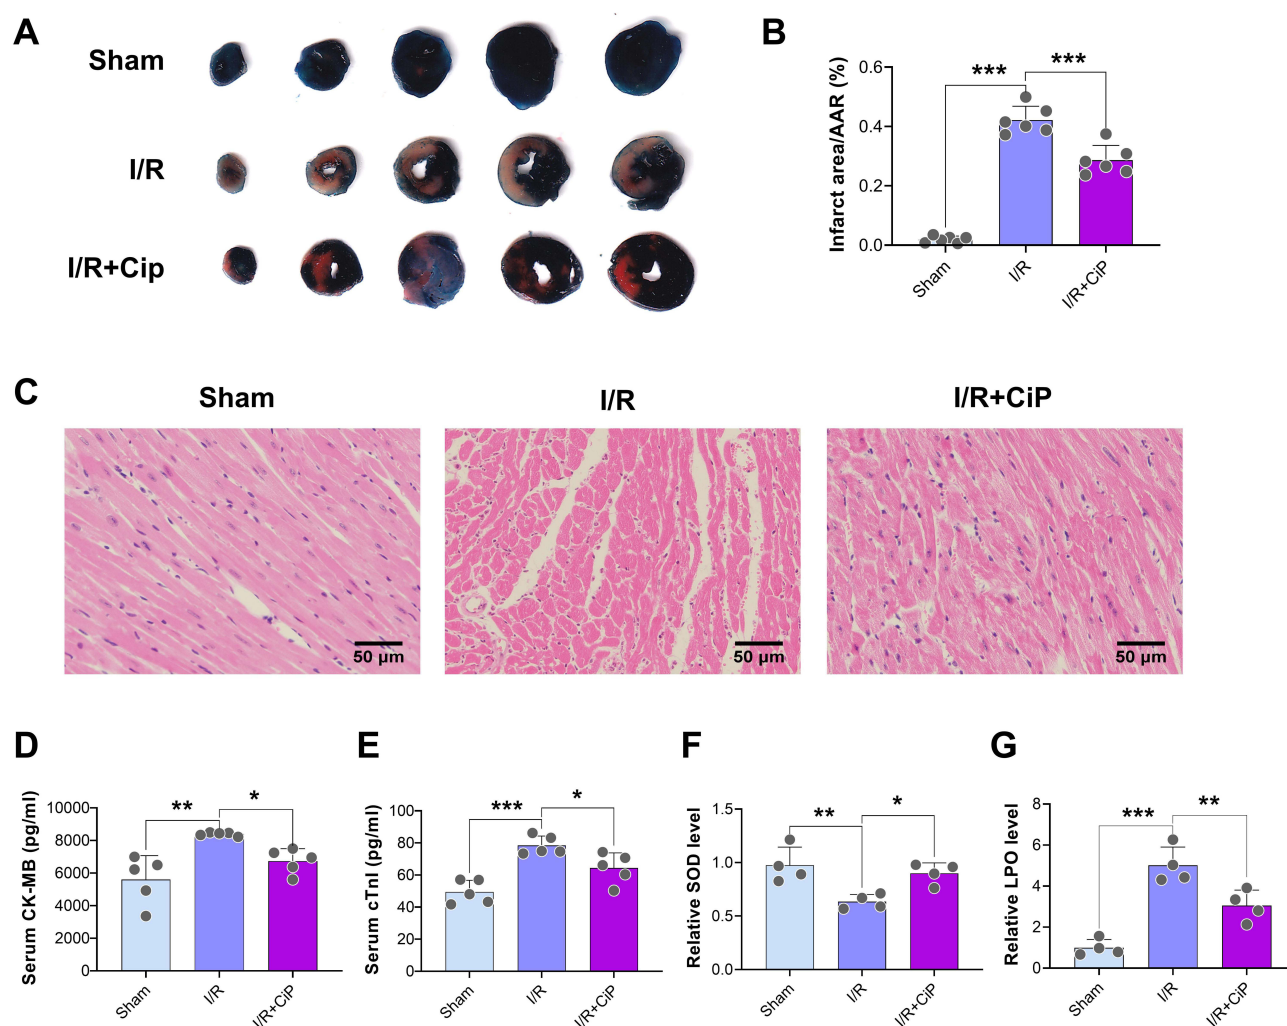 A
Sham
I/R
I/R+Cip
B
Infarct area/AAR (%)
0.6
0.4
0.2
0.0
***
***
Sham
I/R
I/R+CiP
C
Sham
I/R
I/R+CiP
50 µm
50 µm
50 µm
D
Serum CK-MB (pg/ml)
10000
8000
6000
4000
2000
0
**
*
Sham
I/R
I/R+CiP
E
Serum cTnI (pg/ml)
100
80
60
40
20
0
***
*
Sham
I/R
I/R+CiP
F
Relative SOD level
1.5
1.0
0.5
0.0
**
*
Sham
I/R
I/R+CiP
G
Relative LPO level
8
6
4
2
0
***
**
Sham
I/R
I/R+CiP